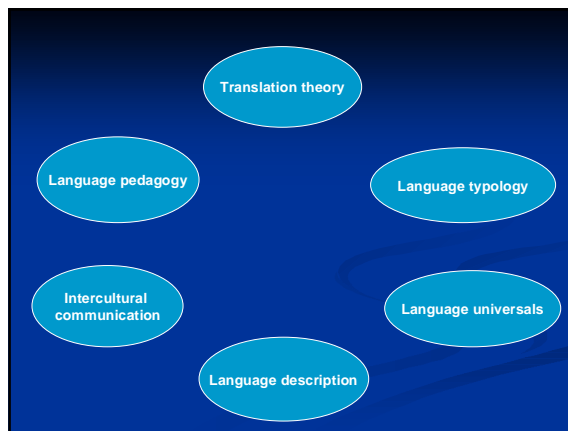 Translation theory
Language pedagogy
Language typology
Intercultural
communication
Language universals
Language description